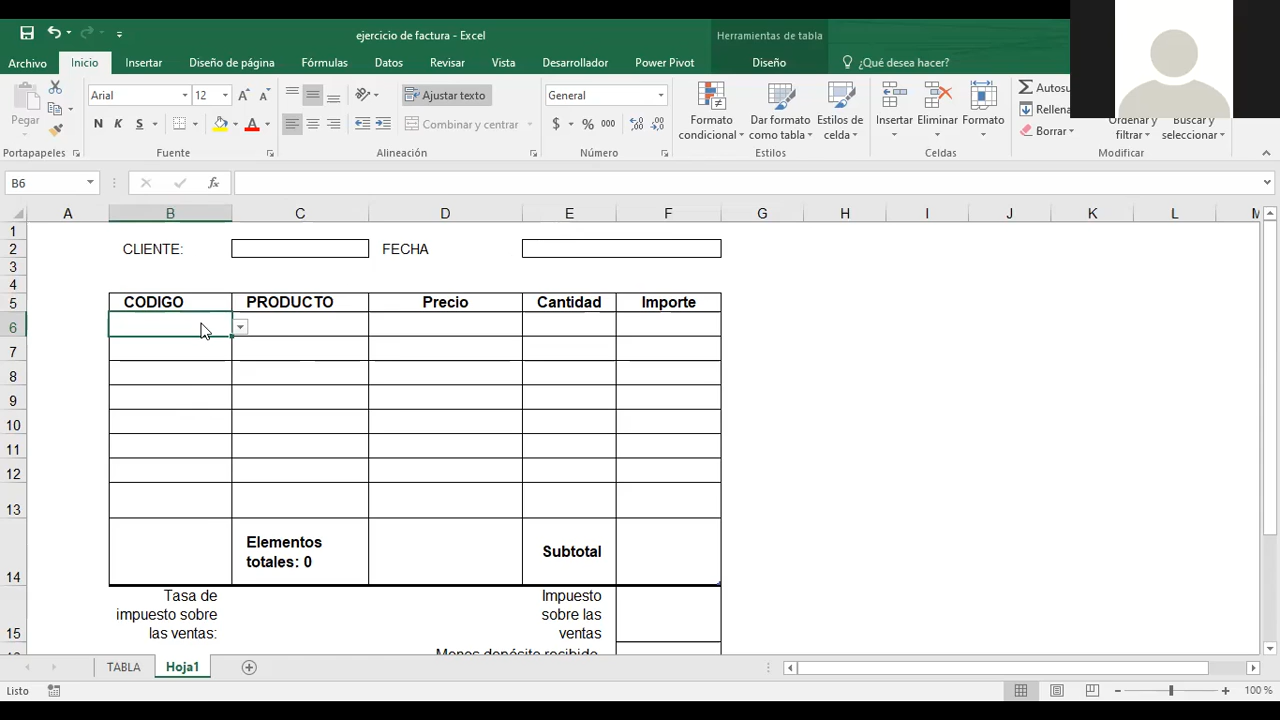 ejercicio de factura - Excel
Herramientas de tabla
Archivo Inicio Insertar Diseño de página Fórmulas Datos Revisar Vista Desarrollador Power Pivot Diseño ¿Qué desea hacer?
Pegar
Arial 12
N K S
Ajustar texto
Combinar y centrar
General
$ % 000
Formato condicional
Dar formato como tabla
Estilos de celda
Insertar
Eliminar
Formato
Autosu
Rellena
Borrar
Ordenar y filtrar
Buscar y seleccionar
Portapapeles Fuente Alineación Número Estilos Celdas Modificar
B6 fx
A B C D E F G H I J K L M
1
2 CLIENTE: FECHA
3
4
5 CODIGO PRODUCTO Precio Cantidad Importe
6
7
8
9
10
11
12
13
14 Elementos totales: 0 Subtotal
15 Tasa de impuesto sobre las ventas: Impuesto sobre las ventas
Menos depósito recibido
TABLA Hoja1
Listo 100 %